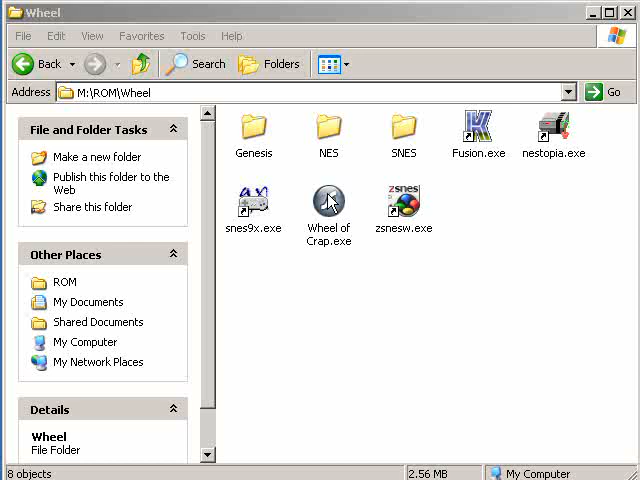 Wheel
File Edit View Favorites Tools Help
Back Search Folders
Address M:\ROM\Wheel Go
File and Folder Tasks
Make a new folder
Publish this folder to the
Web
Share this folder
Other Places
ROM
My Documents
Shared Documents
My Computer
My Network Places
Details
Wheel
File Folder
Genesis NES SNES Fusion.exe nestopia.exe
snes9x.exe Wheel of zsnesw.exe
Crap.exe
zsnes
8 objects 2.56 MB My Computer